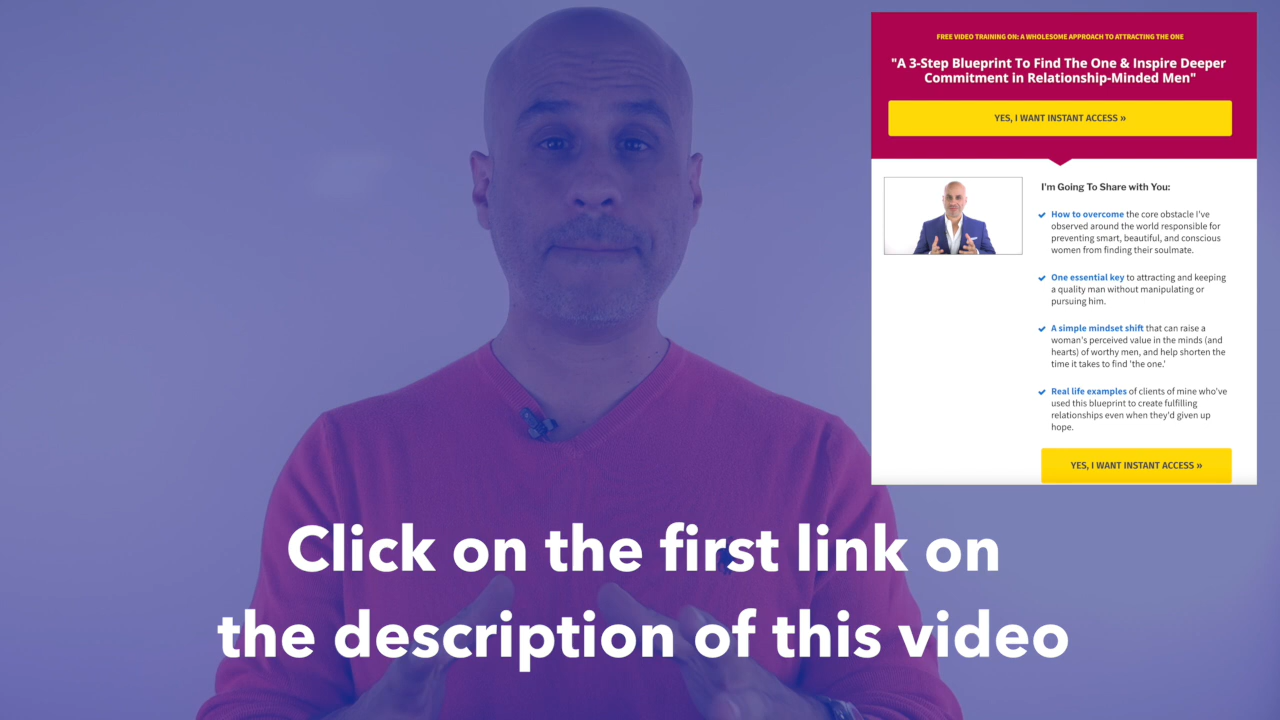 FREE VIDEO TRAINING ON: A WHOLESOME APPROACH TO ATTRACTING THE ONE
"A 3-Step Blueprint To Find The One & Inspire Deeper
Commitment in Relationship-Minded Men"
YES, I WANT INSTANT ACCESS »
I'm Going To Share with You:
How to overcome the core obstacle I've
observed around the world responsible for
preventing smart, beautiful, and conscious
women from finding their soulmate.
One essential key to attracting and keeping
a quality man without manipulating or
pursuing him.
A simple mindset shift that can raise a
woman's perceived value in the minds (and
hearts) of worthy men, and help shorten the
time it takes to find 'the one.'
Real life examples of clients of mine who've
used this blueprint to create fulfilling
relationships even when they'd given up
hope.
YES, I WANT INSTANT ACCESS »
Click on the first link on
the description of this video